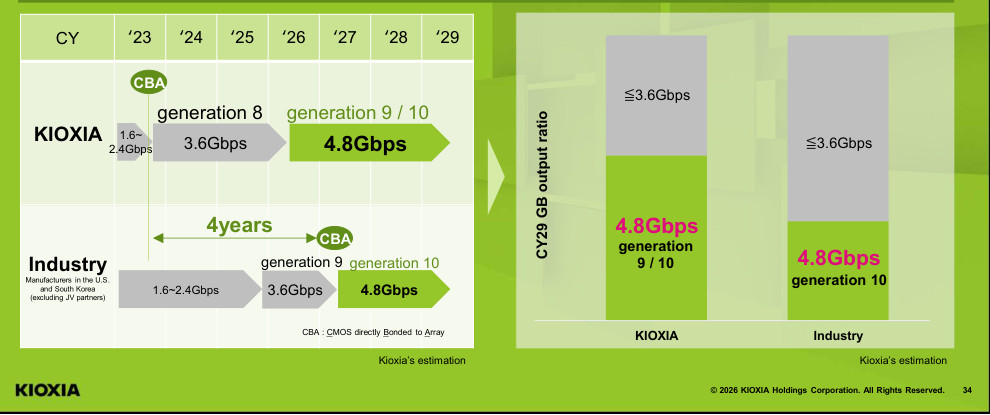 CY
‘23
‘24
‘25
‘26
‘27
‘28
‘29
CBA
generation 8
generation 9 / 10
KIOXIA
1.6~
2.4Gbps
3.6Gbps
4.8Gbps
4years
CBA
Industry
Manufacturers in the U.S.
and South Korea
(excluding JV partners)
generation 9
generation 10
1.6~2.4Gbps
3.6Gbps
4.8Gbps
CBA : CMOS directly Bonded to Array
Kioxia’s estimation
CY29 GB output ratio
≦3.6Gbps
4.8Gbps
generation
9 / 10
KIOXIA
≦3.6Gbps
4.8Gbps
generation 10
Industry
Kioxia’s estimation
KIOXIA
© 2026 KIOXIA Holdings Corporation. All Rights Reserved.
34